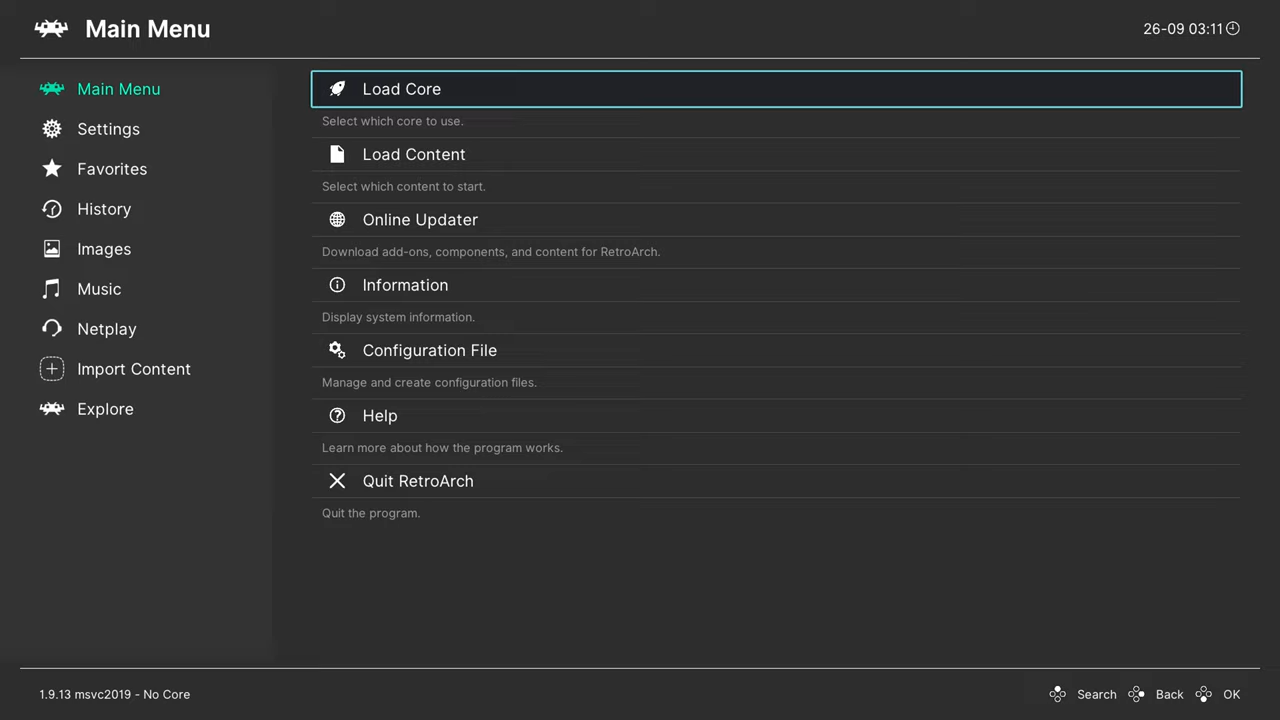 Main Menu
26-09 03:11
Main Menu
Settings
Favorites
History
Images
Music
Netplay
Import Content
Explore
Load Core
Select which core to use.
Load Content
Select which content to start.
Online Updater
Download add-ons, components, and content for RetroArch.
Information
Display system information.
Configuration File
Manage and create configuration files.
Help
Learn more about how the program works.
Quit RetroArch
Quit the program.
1.9.13 msvc2019 - No Core
Search Back OK